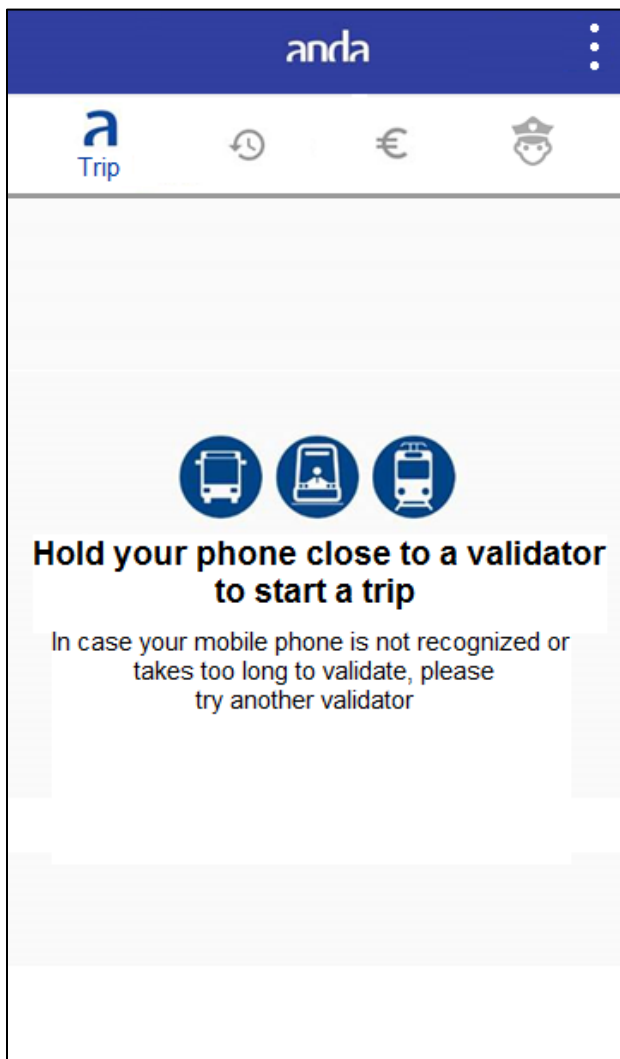 anda
a
Trip
€
Hold your phone close to a validator
to start a trip
In case your mobile phone is not recognized or
takes too long to validate, please
try another validator